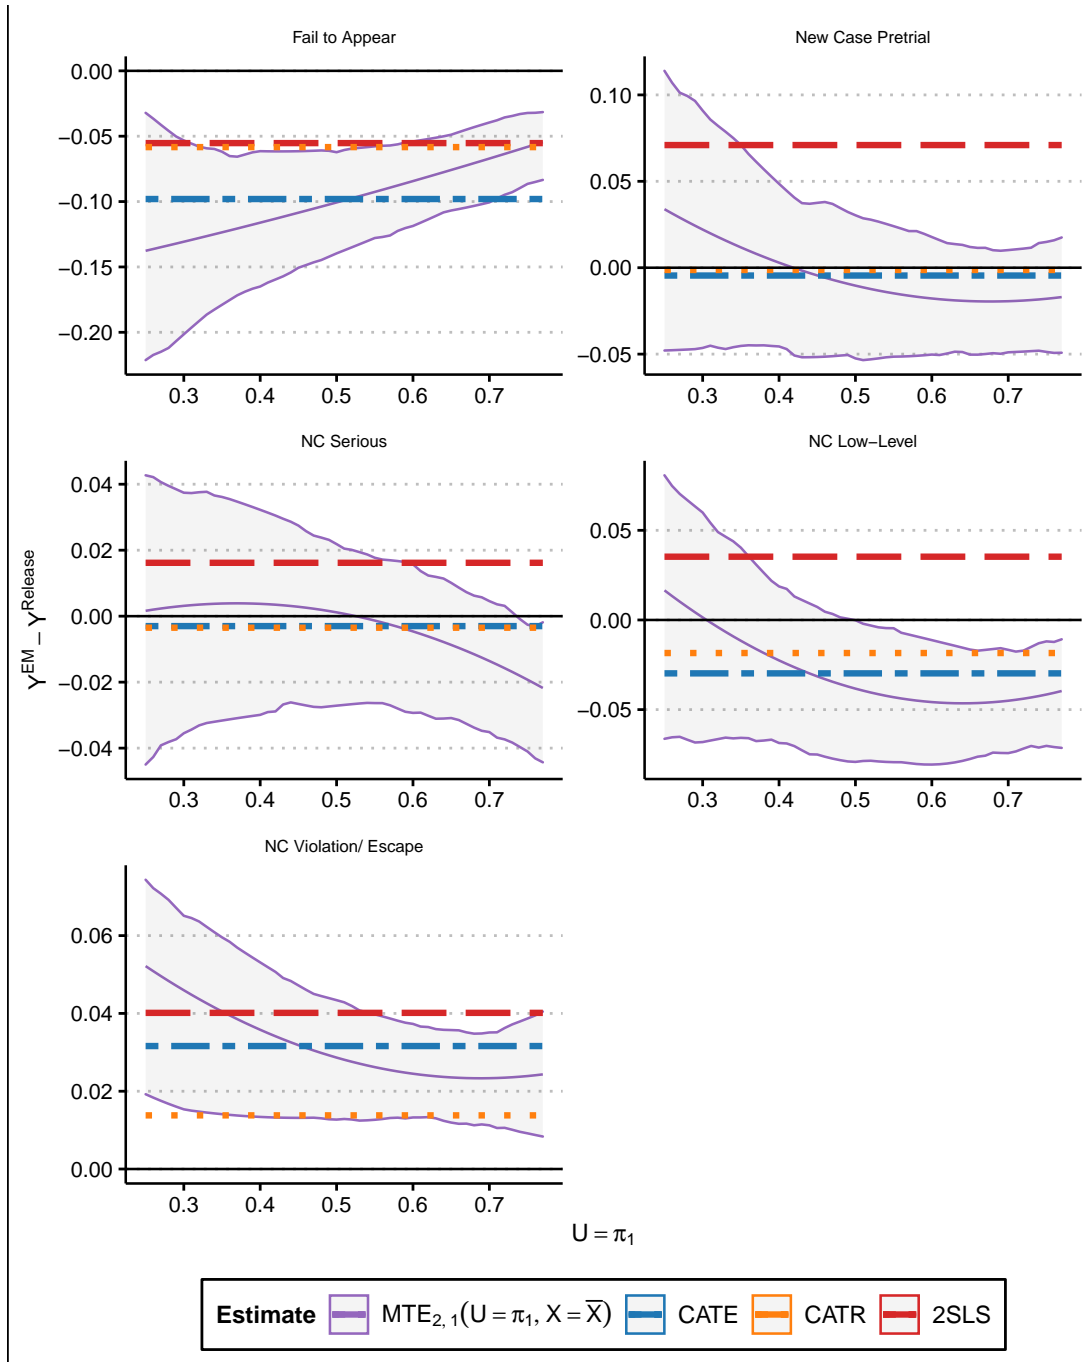 Fail to Appear
New Case Pretrial
0.00
−0.05
−0.10
−0.15
−0.20
0.3 0.4 0.5 0.6 0.7
0.10
0.05
0.00
−0.05
0.3 0.4 0.5 0.6 0.7
NC Serious
NC Low−Level
Y^EM − Y^Release
0.04
0.02
0.00
−0.02
−0.04
0.3 0.4 0.5 0.6 0.7
0.05
0.00
−0.05
0.3 0.4 0.5 0.6 0.7
NC Violation/ Escape
0.06
0.04
0.02
0.00
0.3 0.4 0.5 0.6 0.7
U = π₁
Estimate MTE₂, ₁(U = π₁, X = X̅) CATE CATR 2SLS